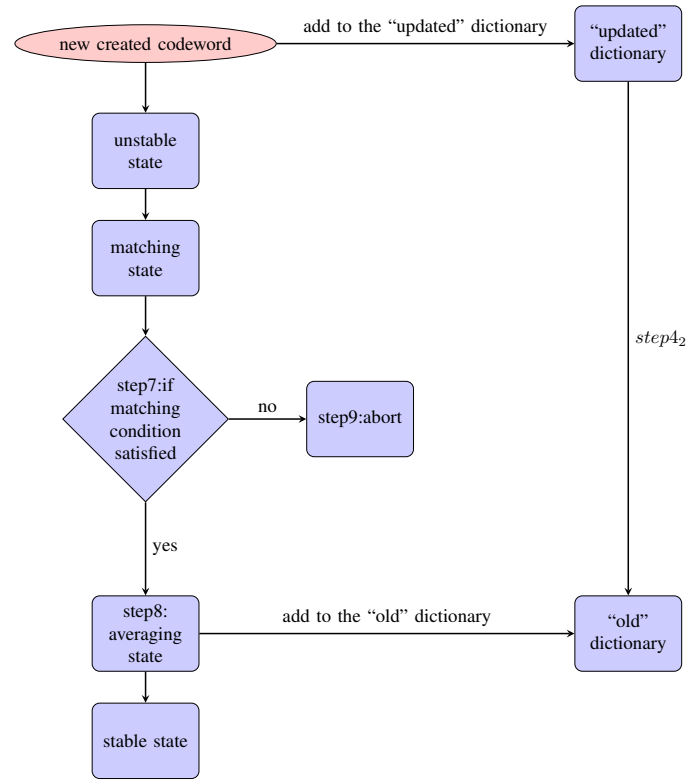 add to the “updated” dictionary
new created codeword
“updated”
dictionary
unstable
state
matching
state
step4₂
step7:if
matching
condition
satisfied
no
step9:abort
yes
step8:
averaging
state
add to the “old” dictionary
“old”
dictionary
stable state